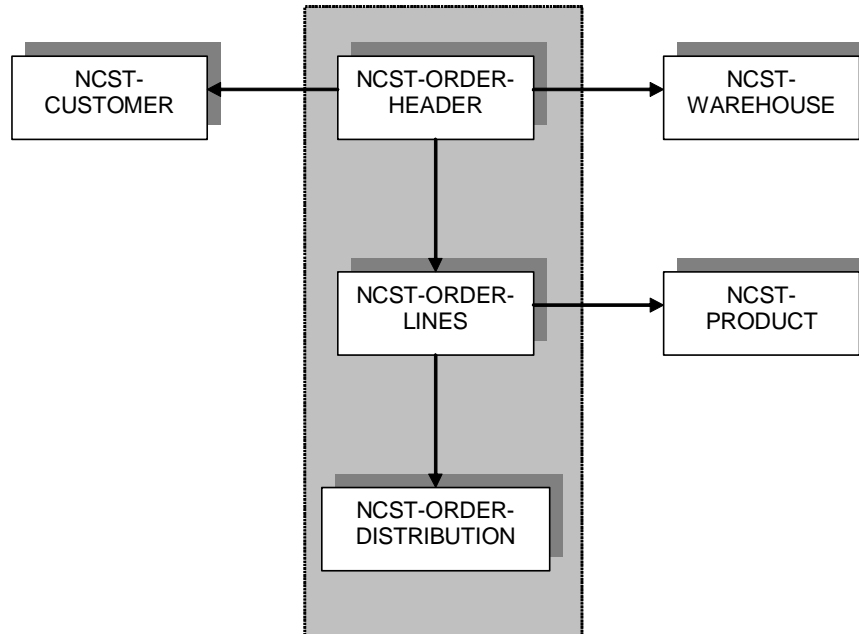 NCST-
CUSTOMER
NCST-ORDER-
HEADER
NCST-
WAREHOUSE
NCST-ORDER-
LINES
NCST-
PRODUCT
NCST-ORDER-
DISTRIBUTION